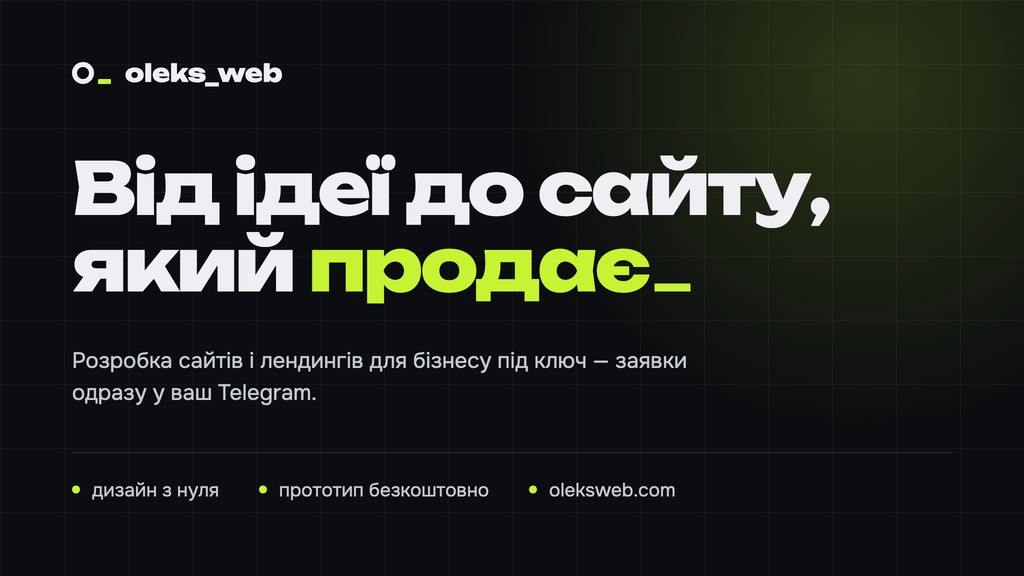 O_ oleks_web
Від ідеї до сайту,
який продає_
Розробка сайтів і лендингів для бізнесу під ключ — заявки
одразу у ваш Telegram.
дизайн з нуля
прототип безкоштовно
oleksweb.com